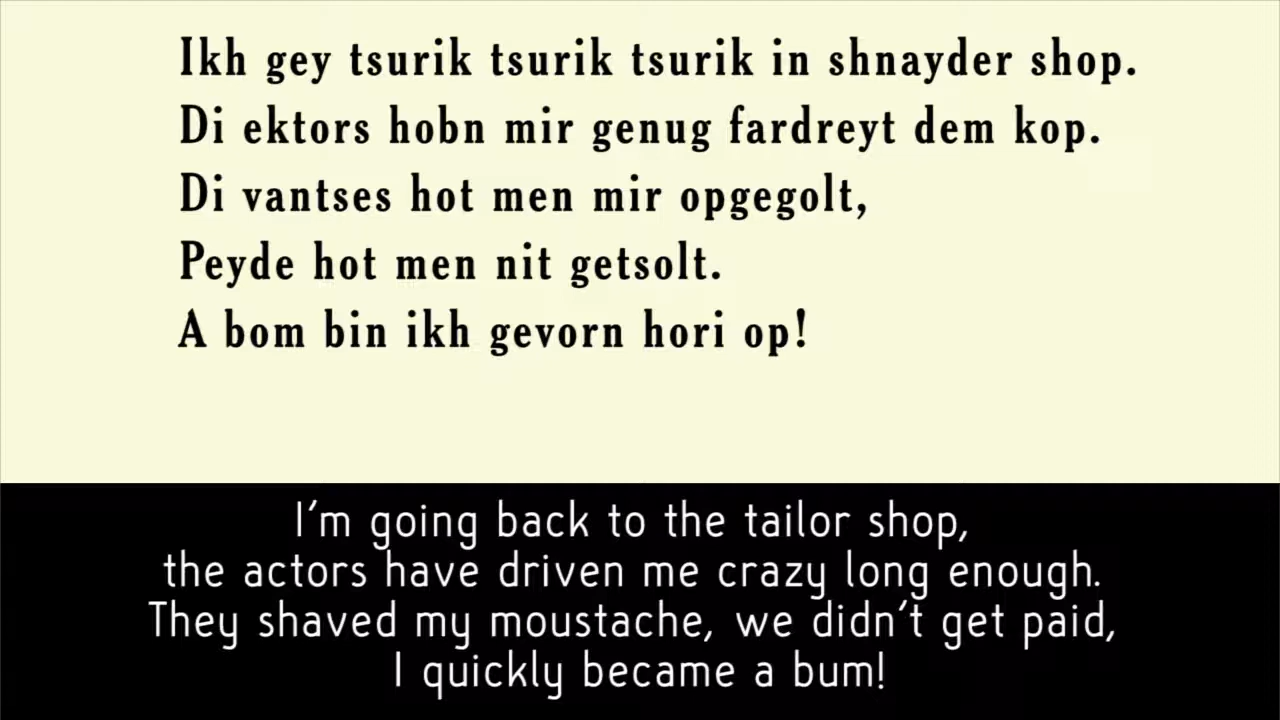 Ikh gey tsurik tsurik tsurik in shnayder shop.
Di ektors hobn mir genug fardreyt dem kop.
Di vantses hot men mir opgegolt,
Peyde hot men nit getsolt.
A bom bin ikh gevorn hori op!
I'm going back to the tailor shop,
the actors have driven me crazy long enough.
They shaved my moustache, we didn't get paid,
I quickly became a bum!